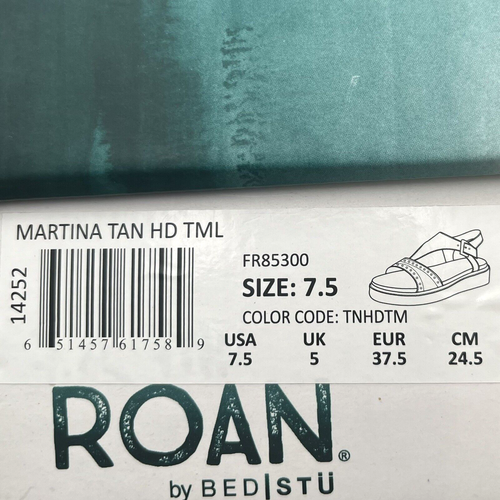 MARTINA TAN HD TML
14252
FR85300
SIZE: 7.5
COLOR CODE: TNHDTM
USA UK EUR CM
7.5 5 37.5 24.5
6 51457 61758 9
ROAN®
by BED|STÜ